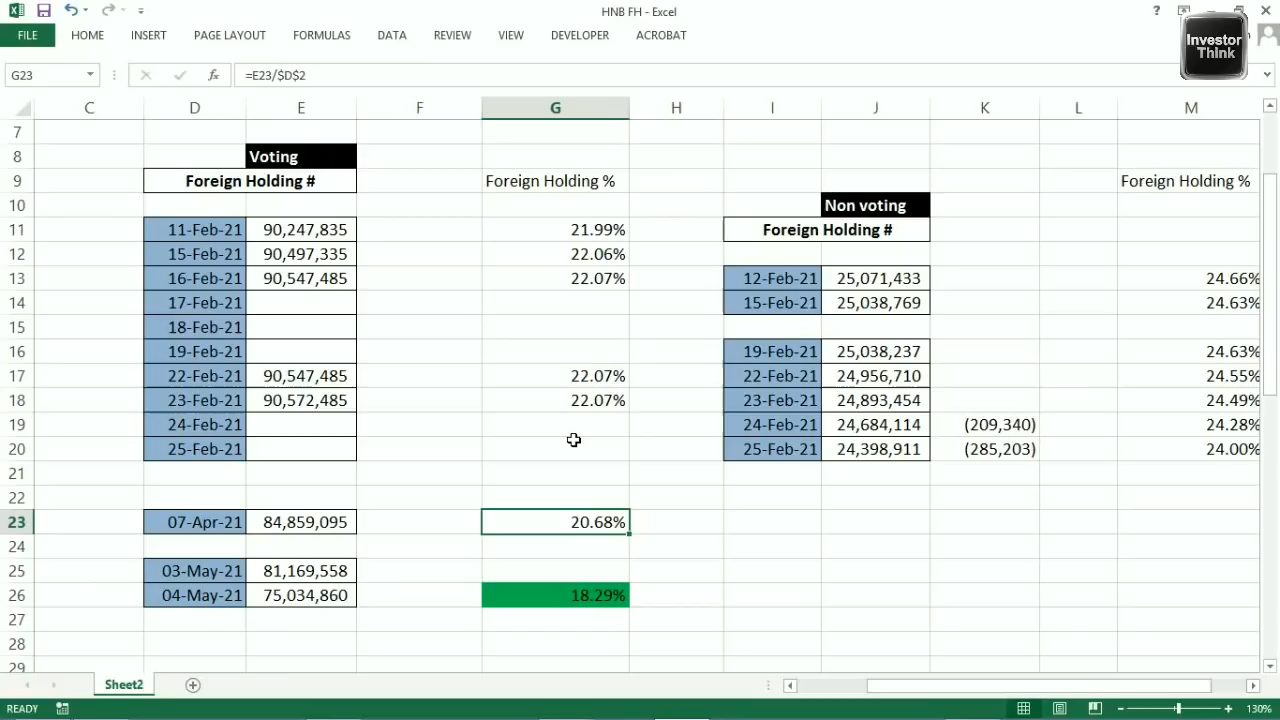 HNB FH - Excel
?
Investor
Think
FILE HOME INSERT PAGE LAYOUT FORMULAS DATA REVIEW VIEW DEVELOPER ACROBAT
G23 fx =E23/$D$2
C D E F G H I J K L M
7
8 Voting
9 Foreign Holding # Foreign Holding % Foreign Holding %
10 Non voting
11 11-Feb-21 90,247,835 21.99% Foreign Holding #
12 15-Feb-21 90,497,335 22.06%
13 16-Feb-21 90,547,485 22.07% 12-Feb-21 25,071,433 24.66%
14 17-Feb-21 15-Feb-21 25,038,769 24.63%
15 18-Feb-21
16 19-Feb-21 19-Feb-21 25,038,237 24.63%
17 22-Feb-21 90,547,485 22.07% 22-Feb-21 24,956,710 24.55%
18 23-Feb-21 90,572,485 22.07% 23-Feb-21 24,893,454 24.49%
19 24-Feb-21 24-Feb-21 24,684,114 (209,340) 24.28%
20 25-Feb-21 25-Feb-21 24,398,911 (285,203) 24.00%
21
22
23 07-Apr-21 84,859,095 20.68%
24
25 03-May-21 81,169,558
26 04-May-21 75,034,860 18.29%
27
28
29
Sheet2
READY 130%